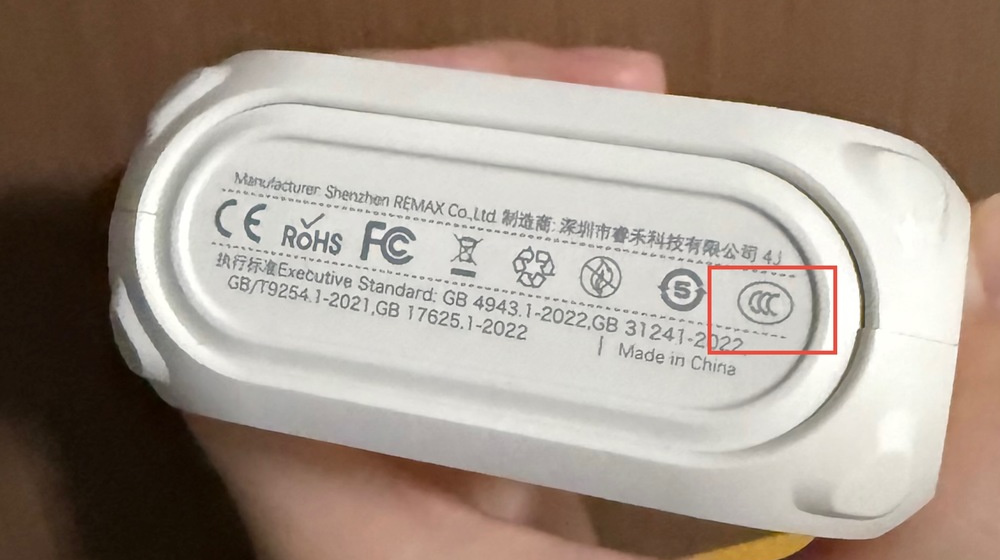 Manufacturer: Shenzhen REMAX Co.,Ltd. 制造商: 深圳市睿禾科技有限公司 4J
CE RoHS FC 5 CCC
执行标准Executive Standard: GB 4943.1-2022,GB 31241-2022,
GB/T9254.1-2021,GB 17625.1-2022 | Made in China